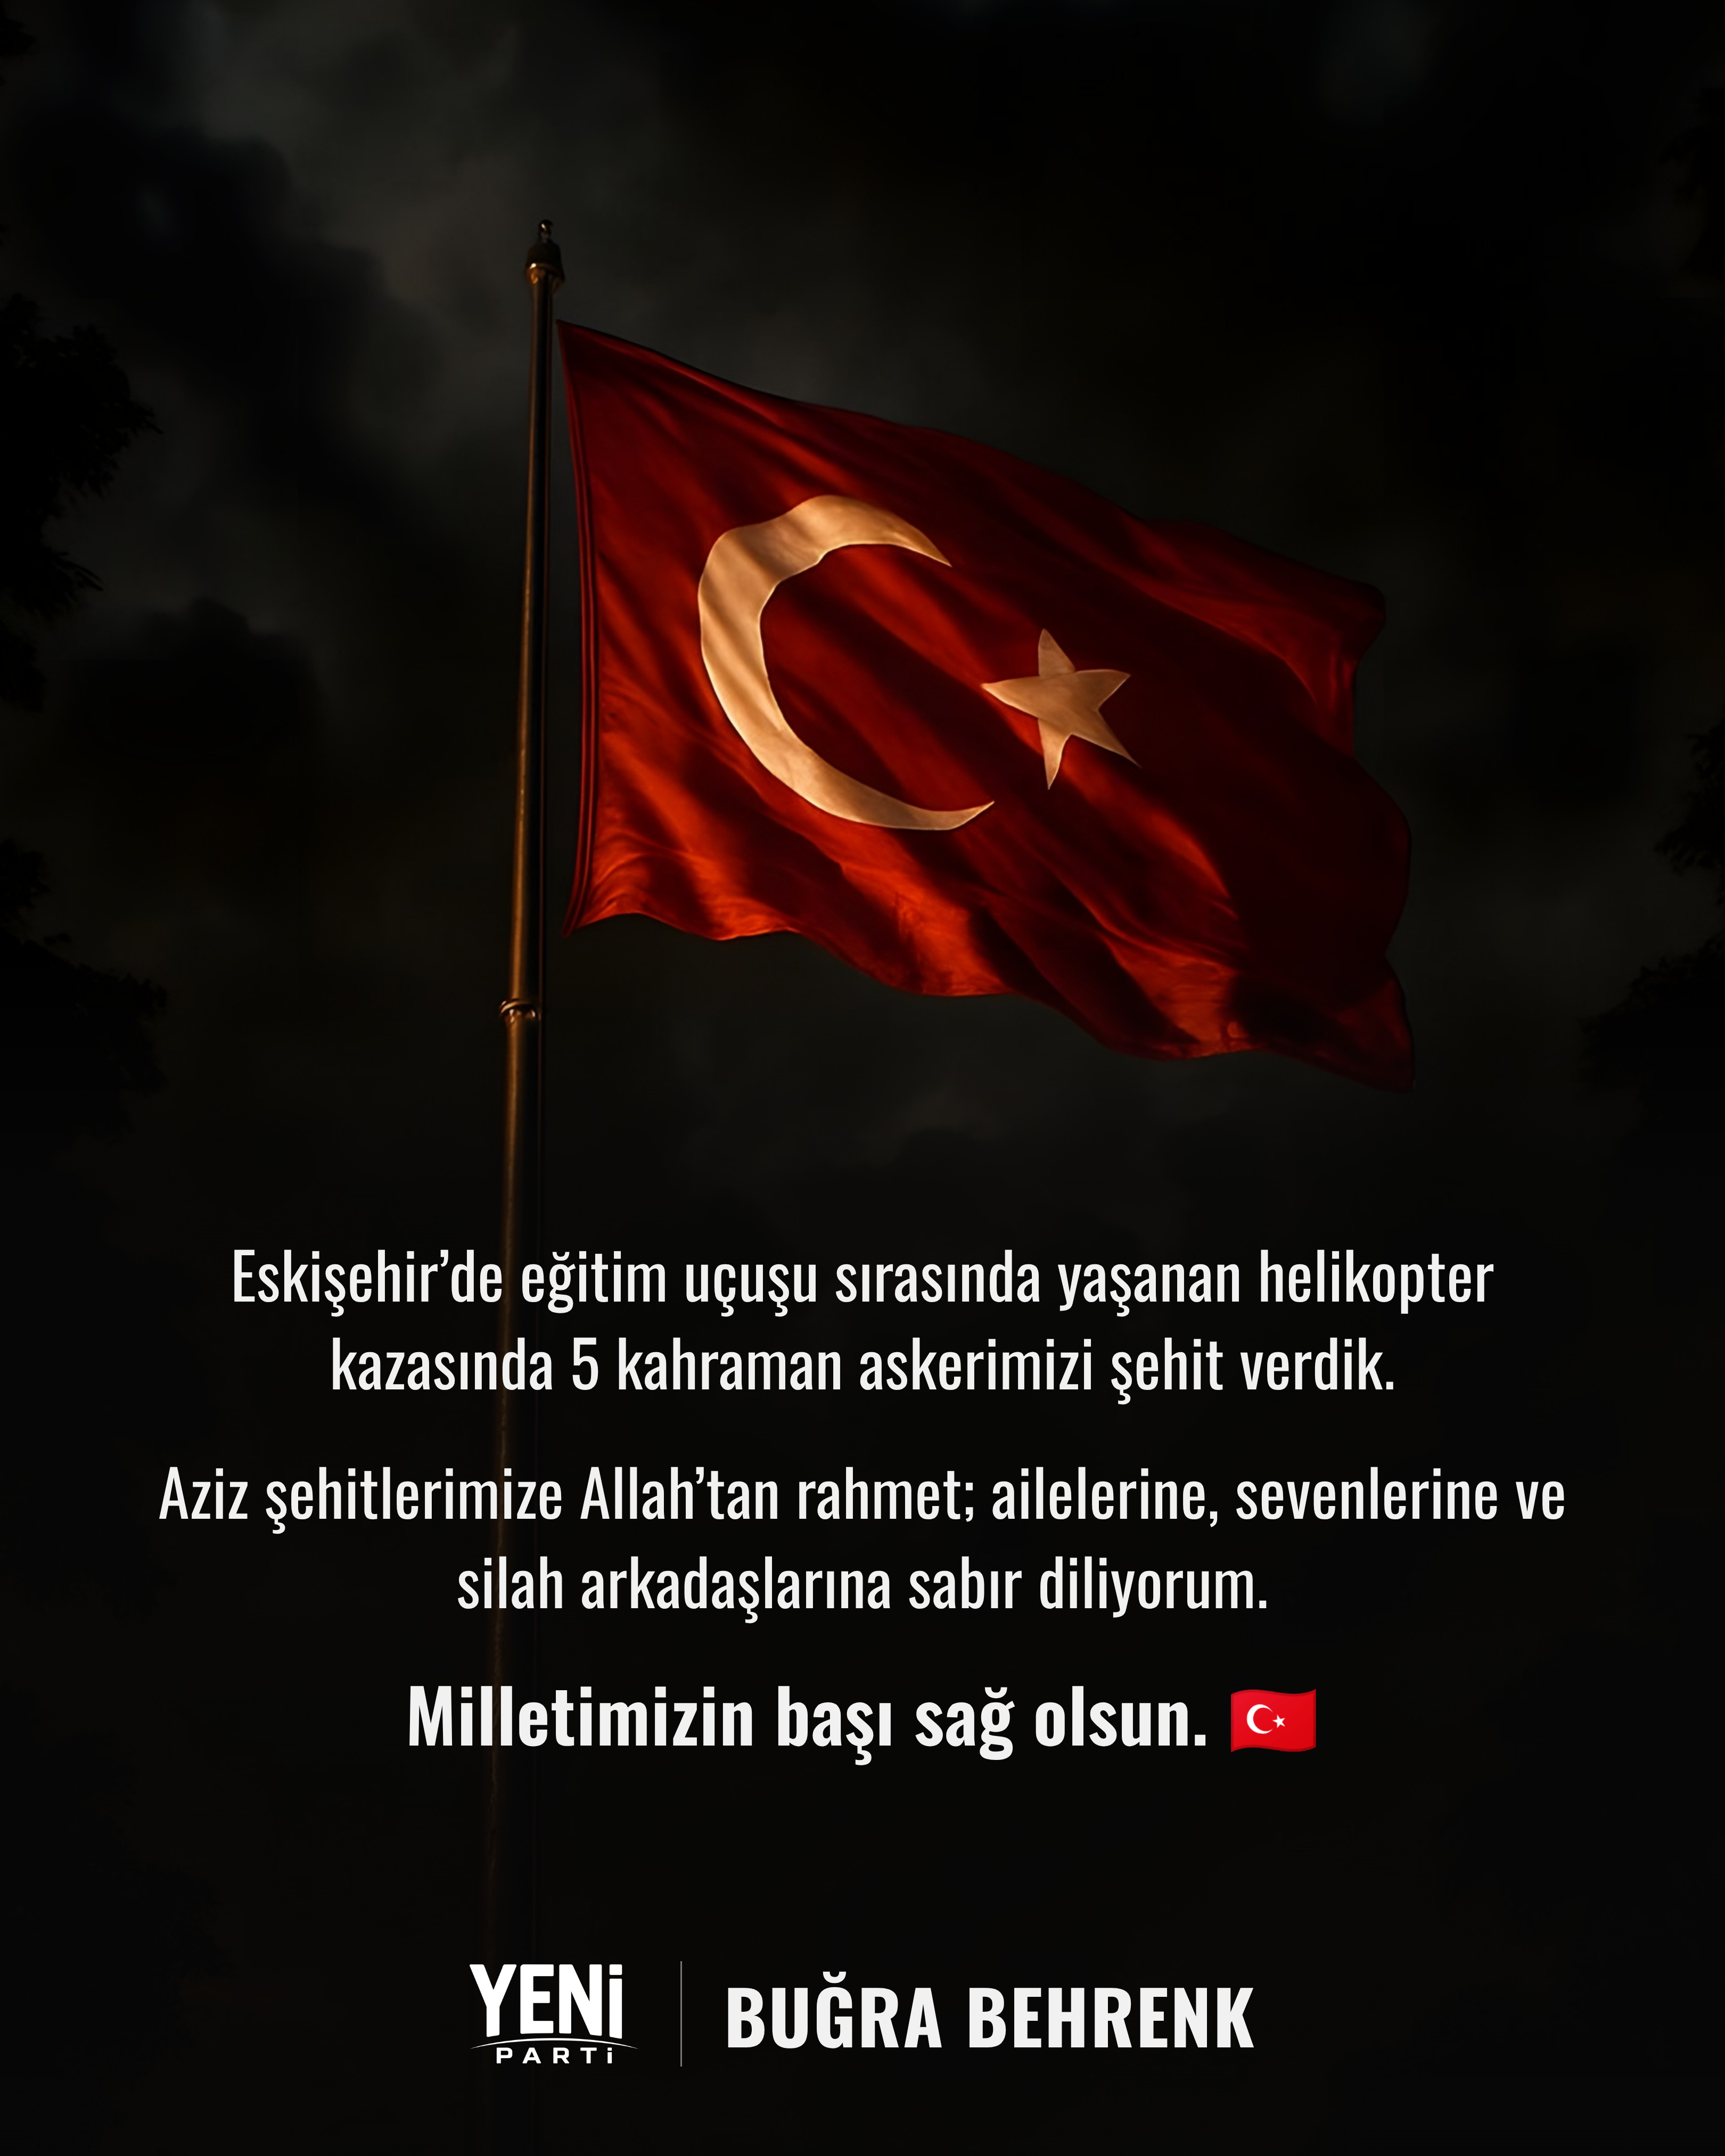 Eskişehir’de eğitim uçuşu sırasında yaşanan helikopter
kazasında 5 kahraman askerimizi şehit verdik.
Aziz şehitlerimize Allah’tan rahmet; ailelerine, sevenlerine ve
silah arkadaşlarına sabır diliyorum.
Milletimizin başı sağ olsun. 🇹🇷
YENİ
PARTİ
BUĞRA BEHRENK